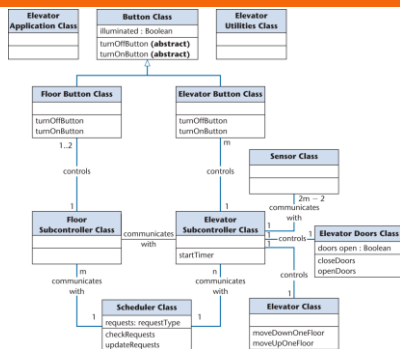 Elevator
Application Class
Button Class
illuminated : Boolean
turnOffButton (abstract)
turnOnButton (abstract)
Elevator
Utilities Class
Floor Button Class
turnOffButton
turnOnButton
Elevator Button Class
turnOffButton
turnOnButton
1..2
m
Sensor Class
controls
controls
2m – 2
communicates
with
1
1
1
Floor
Subcontroller Class
communicates
with
Elevator
Subcontroller Class
startTimer
1
controls
1
1
Elevator Doors Class
doors open : Boolean
closeDoors
openDoors
m
n
communicates
with
communicates
with
controls
Scheduler Class
requests: requestType
checkRequests
updateRequests
1
1
1
Elevator Class
moveDownOneFloor
moveUpOneFloor